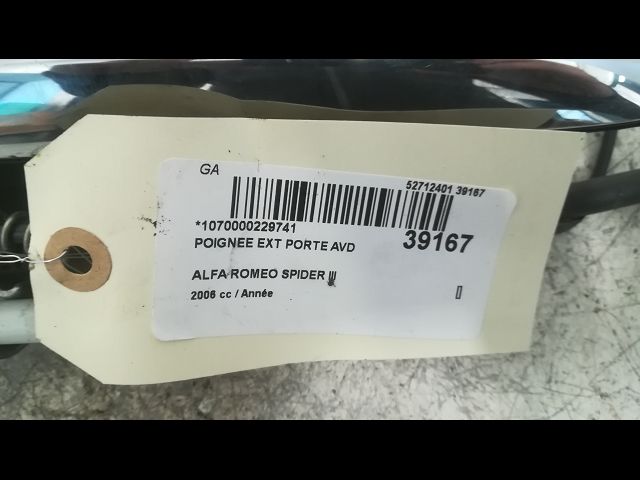 GA
52712401 39167
*1070000229741
POIGNEE EXT PORTE AVD
39167
ALFA ROMEO SPIDER
2006 cc / Année